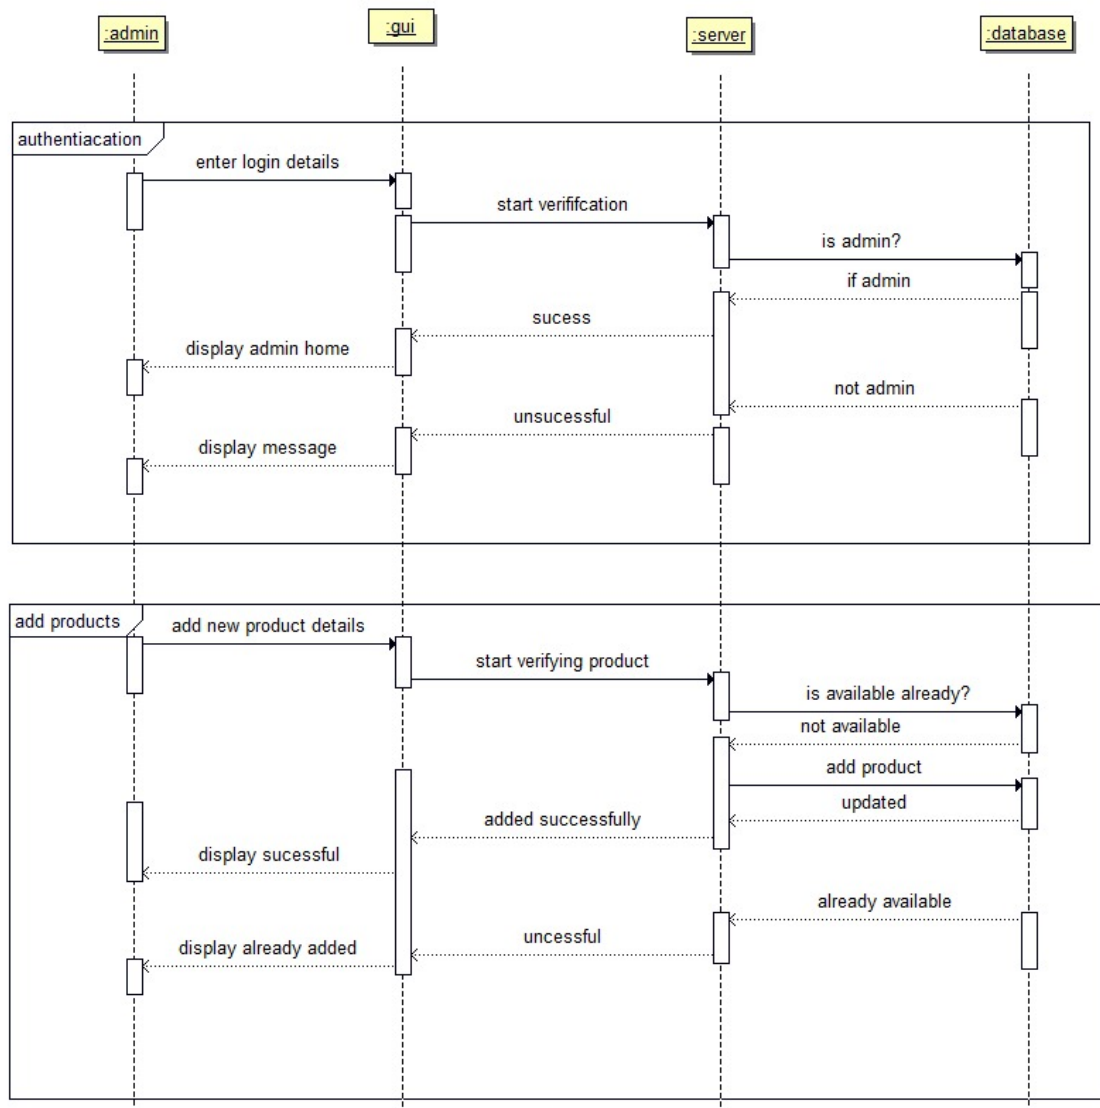 :admin
:gui
:server
:database
authentiacation
enter login details
start verififcation
is admin?
if admin
sucess
display admin home
not admin
unsucessful
display message
add products
add new product details
start verifying product
is available already?
not available
add product
updated
added successfully
display sucessful
already available
uncessful
display already added